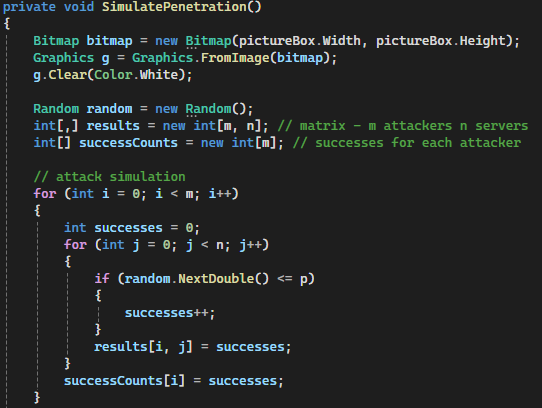 private void SimulatePenetration()
{
    Bitmap bitmap = new Bitmap(pictureBox.Width, pictureBox.Height);
    Graphics g = Graphics.FromImage(bitmap);
    g.Clear(Color.White);

    Random random = new Random();
    int[,] results = new int[m, n]; // matrix - m attackers n servers
    int[] successCounts = new int[m]; // successes for each attacker

    // attack simulation
    for (int i = 0; i < m; i++)
    {
        int successes = 0;
        for (int j = 0; j < n; j++)
        {
            if (random.NextDouble() <= p)
            {
                successes++;
            }
            results[i, j] = successes;
        }
        successCounts[i] = successes;
    }